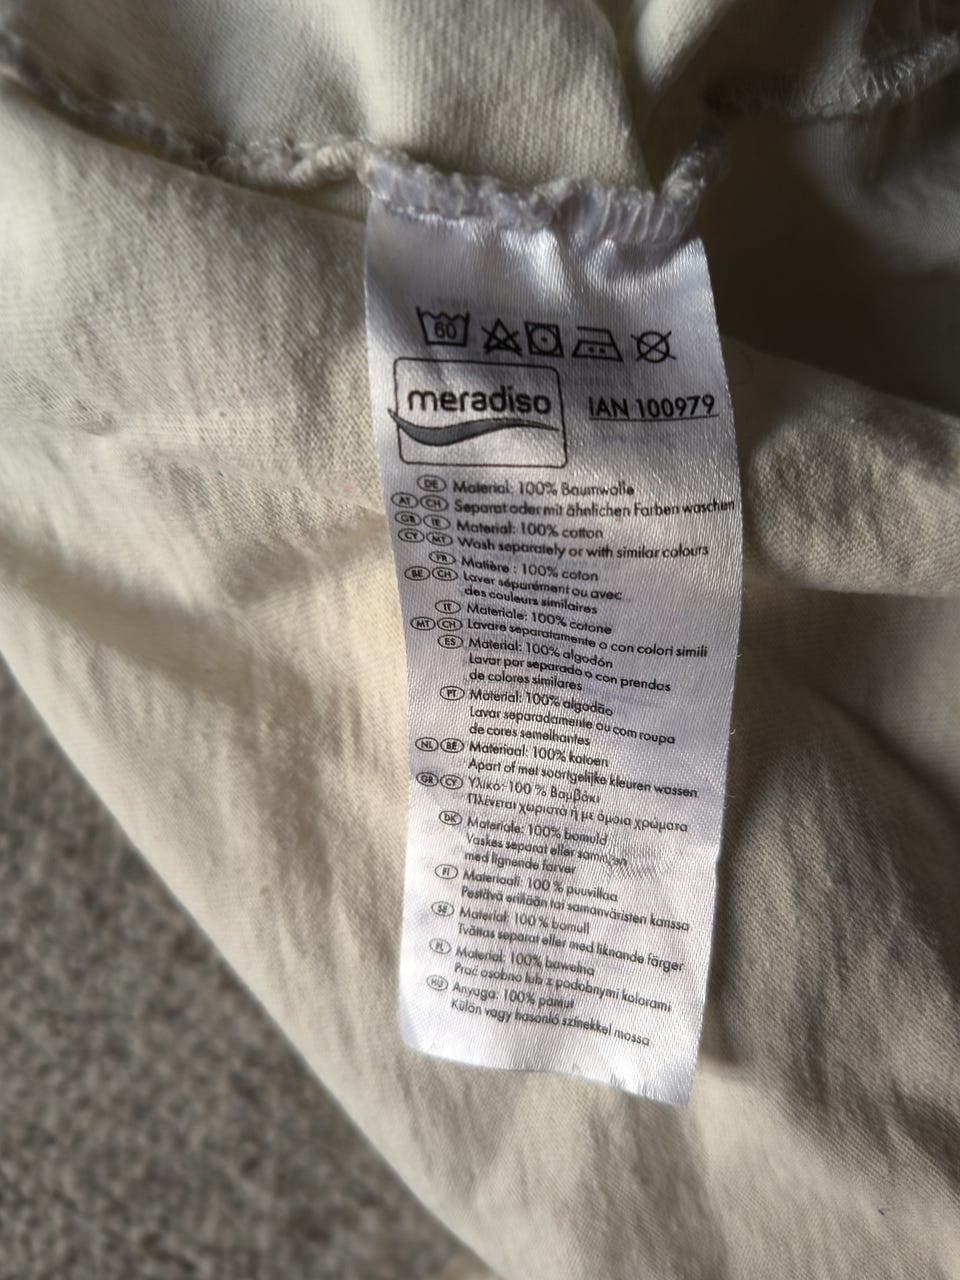 60
meradiso
IAN 100979
DE Material: 100% Baumwolle
AT CH Separat oder mit ähnlichen Farben waschen
GB IE Material: 100% cotton
CY MT Wash separately or with similar colours
FR Matière : 100% coton
BE CH Laver séparément ou avec
des couleurs similaires
IT Materiale: 100% cotone
MT CH Lavare separatamente o con colori simili
ES Material: 100% algodón
Lavar por separado o con prendas
de colores similares
PT Material: 100% algodão
Lavar separadamente ou com roupa
de cores semelhantes
NL BE Materiaal: 100% katoen
Apart of met soortgelijke kleuren wassen
GR CY Υλικό: 100 % Βαμβάκι
Πλένεται χωριστά ή με όμοια χρώματα
DK Materiale: 100% bomuld
Vaskes separat eller sammen
med lignende farver
FI Materiaali: 100 % puuvillaa
Pestävä erillään tai samanväristen kanssa
SE Material: 100 % bomull
Tvättas separat eller med liknande färger
PL Materiał: 100% bawełna
Prać osobno lub z podobnymi kolorami
HU Anyaga: 100% pamut
Külön vagy hasonló színekkel mossa